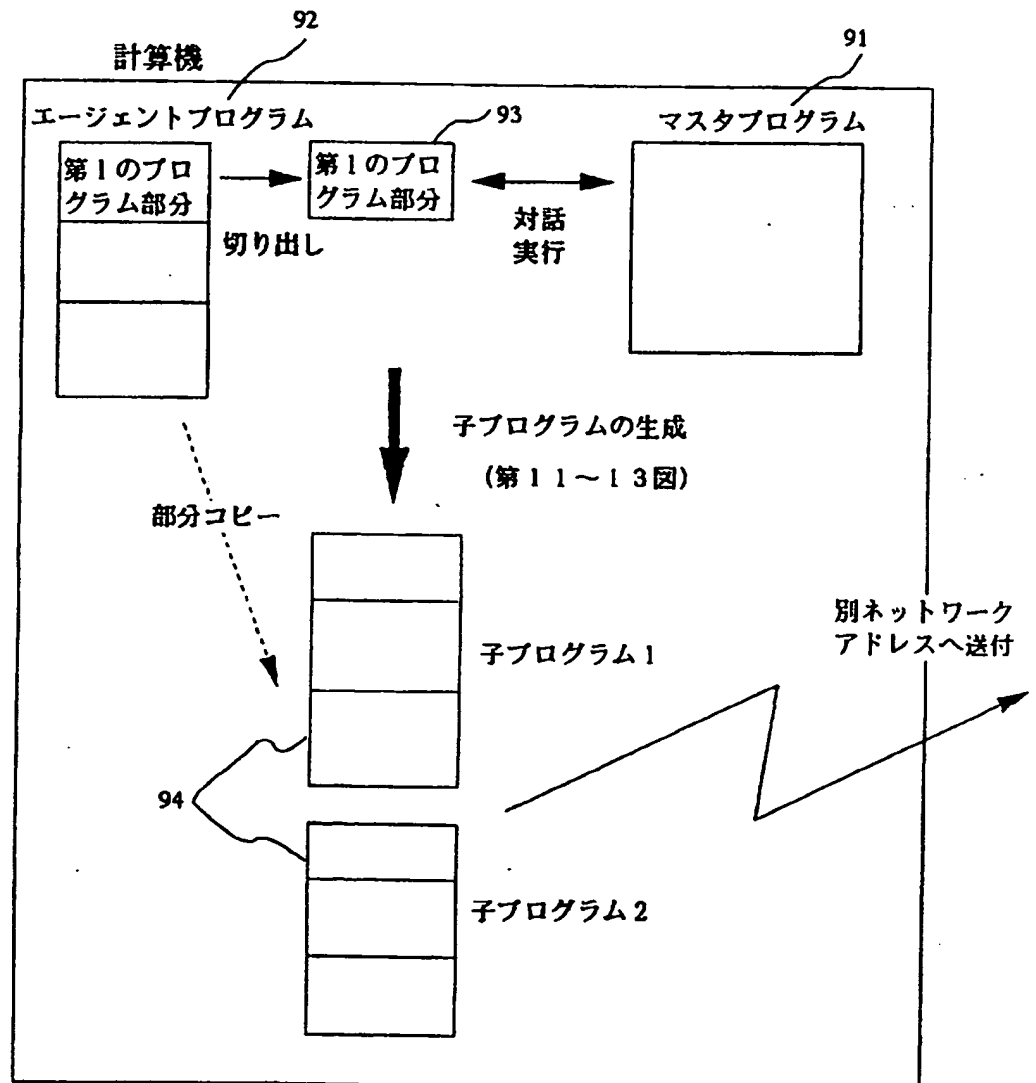 92
計算機
91
エージェントプログラム
93
マスタプログラム
第1のプロ
グラム部分
第1のプロ
グラム部分
切り出し
対話
実行
子プログラムの生成
(第11~13図)
部分コピー
別ネットワーク
アドレスへ送付
子プログラム1
94
子プログラム2